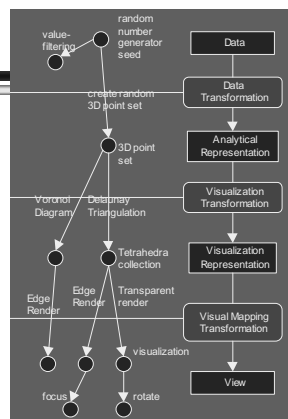 value-
filtering
random
number
generator
seed
create random
3D point set
3D point
set
Voronoi
Diagram
Delaunay
Triangulation
Tetrahedra
collection
Edge
Render
Edge
Render
Transparent
render
visualization
focus
rotate
Data
Data
Transformation
Analytical
Representation
Visualization
Transformation
Visualization
Representation
Visual Mapping
Transformation
View